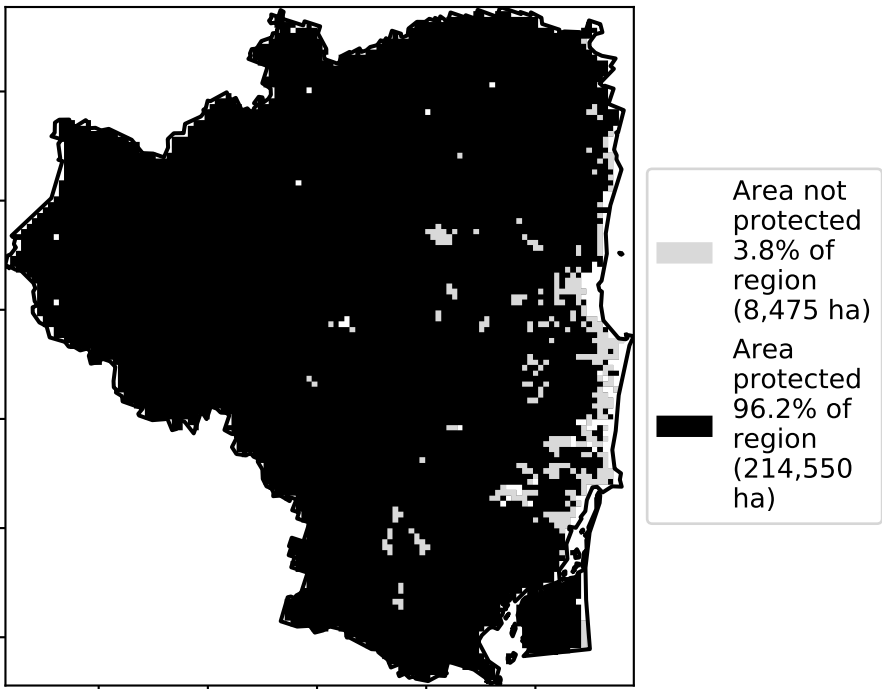 Area not
protected
3.8% of
region
(8,475 ha)
Area
protected
96.2% of
region
(214,550
ha)